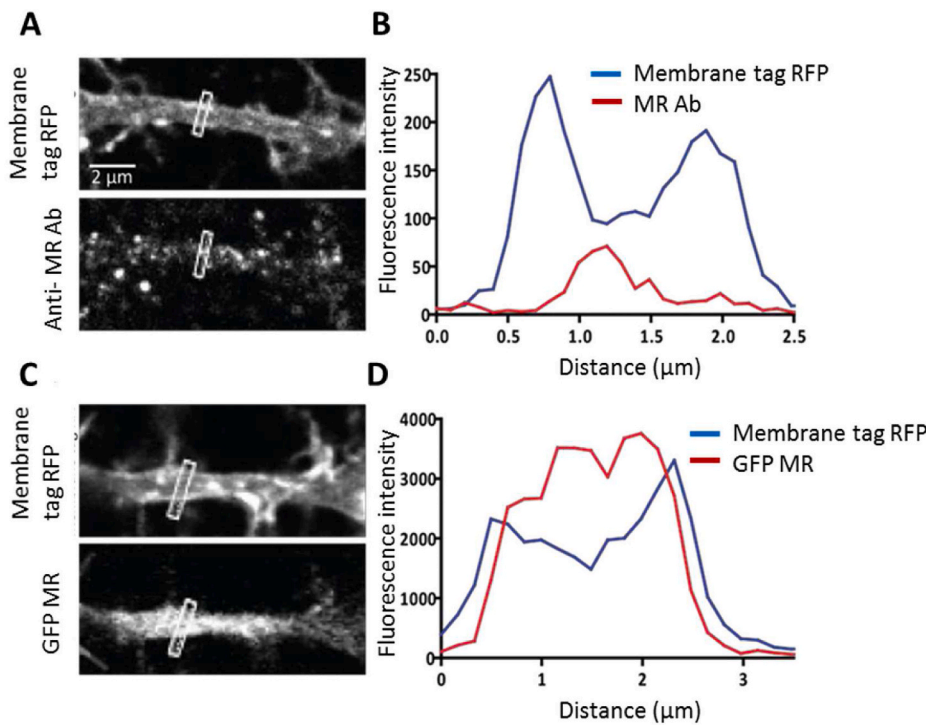 A
Membrane
tag RFP
2 µm
Anti- MR Ab
B
Membrane tag RFP
MR Ab
Fluorescence intensity
250
200
150
100
50
0
0.0 0.5 1.0 1.5 2.0 2.5
Distance (µm)
C
Membrane
tag RFP
GFP MR
D
Membrane tag RFP
GFP MR
Fluorescence intensity
4000
3000
2000
1000
0
0 1 2 3
Distance (µm)